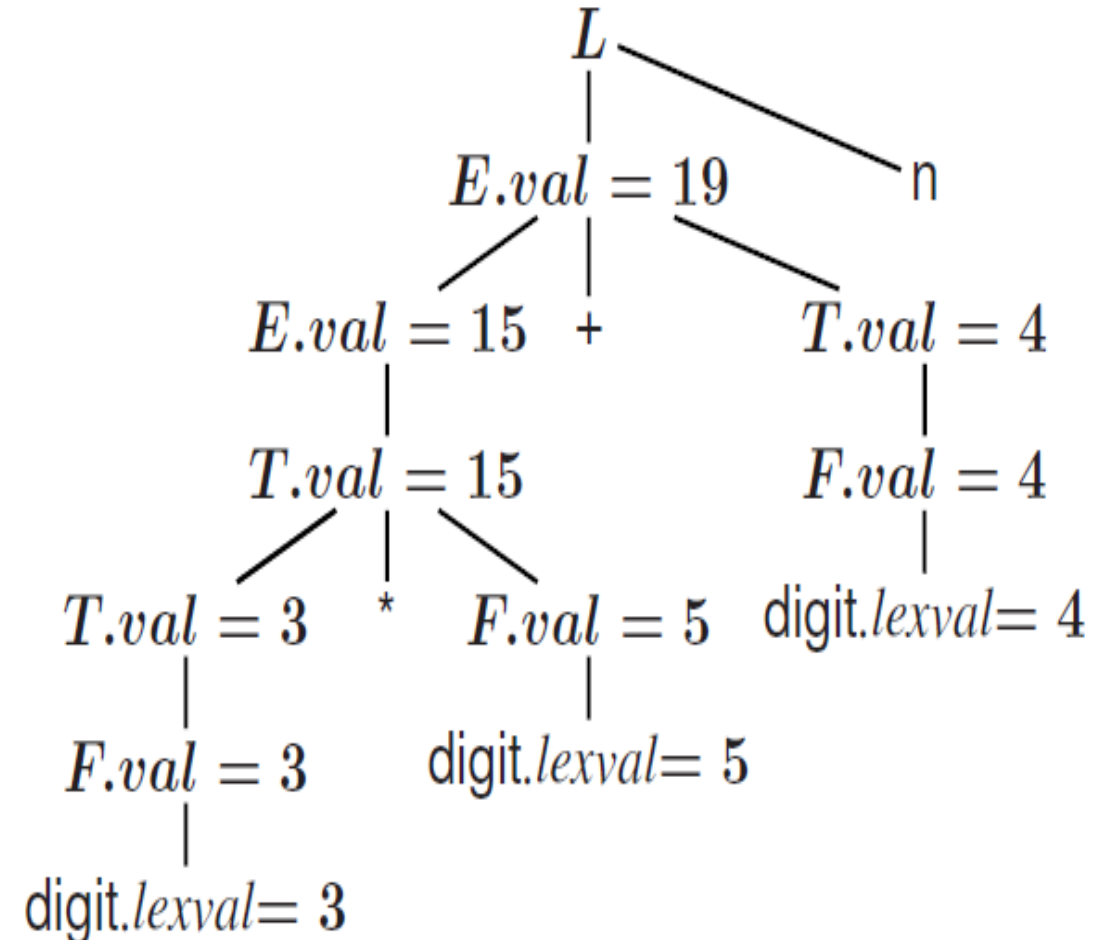 L
E.val = 19 n
E.val = 15 + T.val = 4
T.val = 15 F.val = 4
T.val = 3 * F.val = 5 digit.lexval= 4
F.val = 3 digit.lexval= 5
digit.lexval= 3